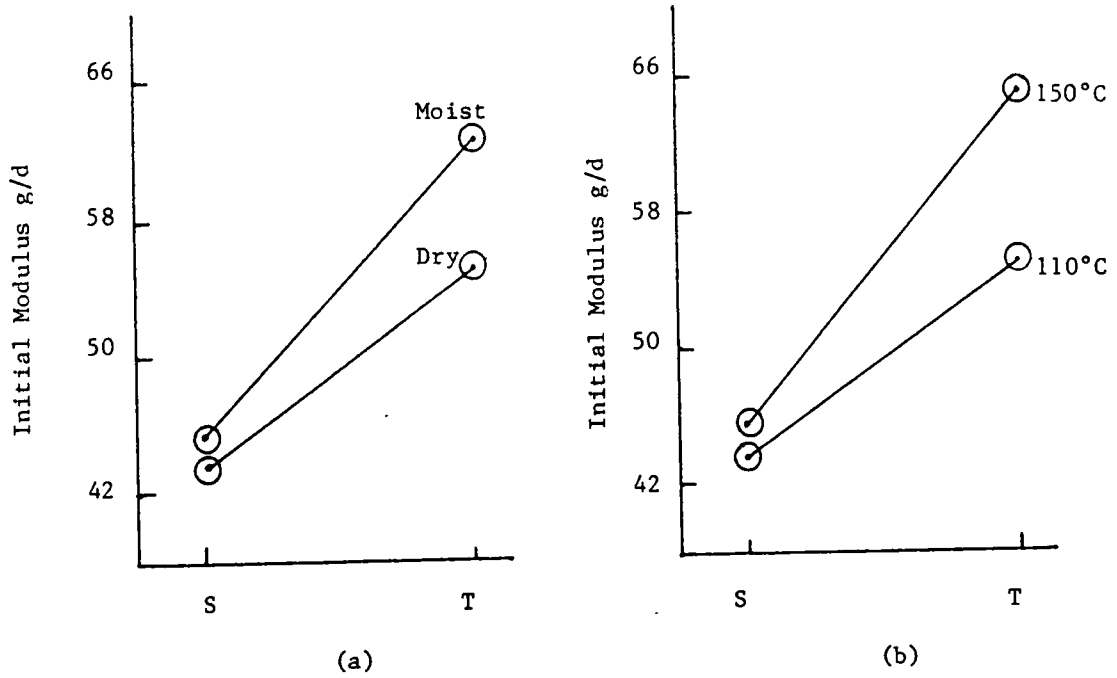 Initial Modulus g/d
66
58
50
42
Moist
Dry
S
T
(a)
Initial Modulus g/d
66
58
50
42
150°C
110°C
S
T
(b)